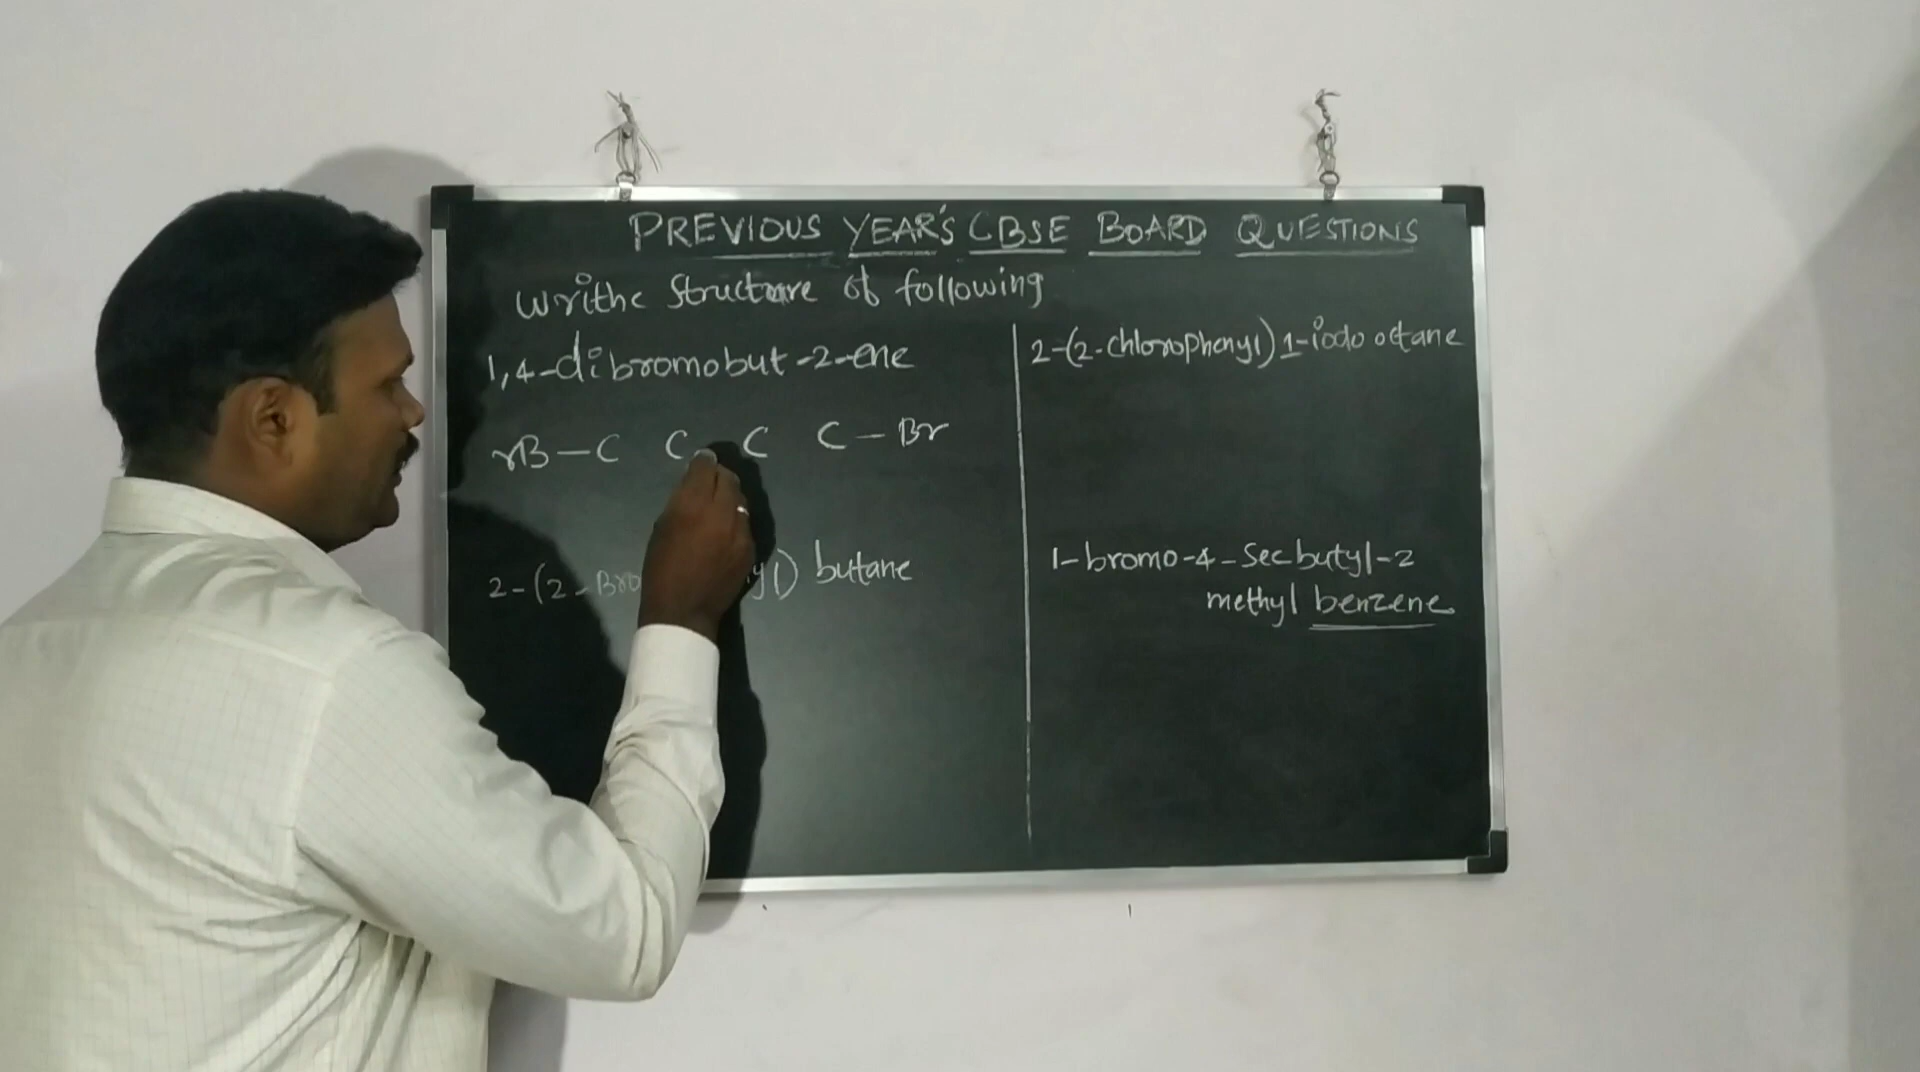 PREVIOUS YEAR'S CBSE BOARD QUESTIONS
writhe structure of following
1,4-dibromobut-2-ene
rB-C C C C-Br
2-(2-Bro yl) butane
2-(2-chlorophenyl) 1-iodo octane
1-bromo-4-Sec butyl-2
methyl benzene